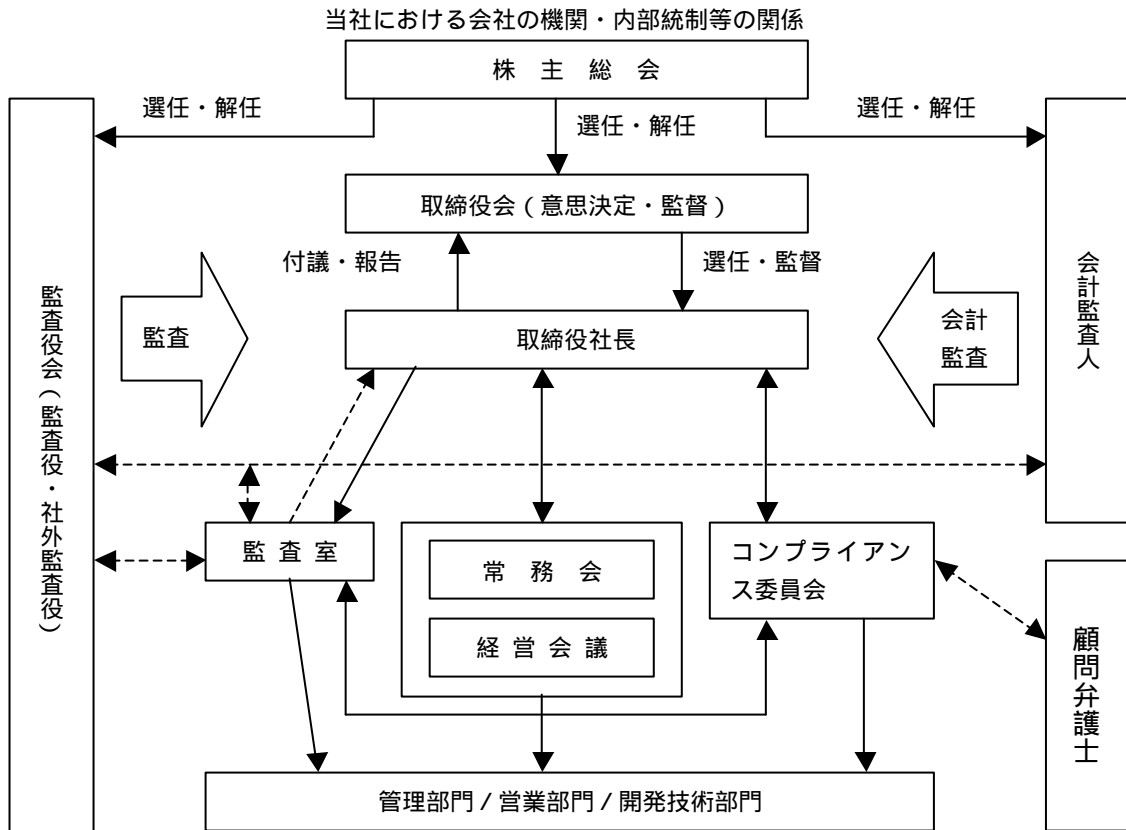 当社における会社の機関・内部統制等の関係
株主総会
選任・解任
選任・解任
選任・解任
取締役会(意思決定・監督)
付議・報告
選任・監督
監査役会(監査役・社外監査役)
監査
取締役社長
会計
監査
会計監査人
監査室
常務会
経営会議
コンプライアン
ス委員会
顧問弁護士
管理部門/営業部門/開発技術部門